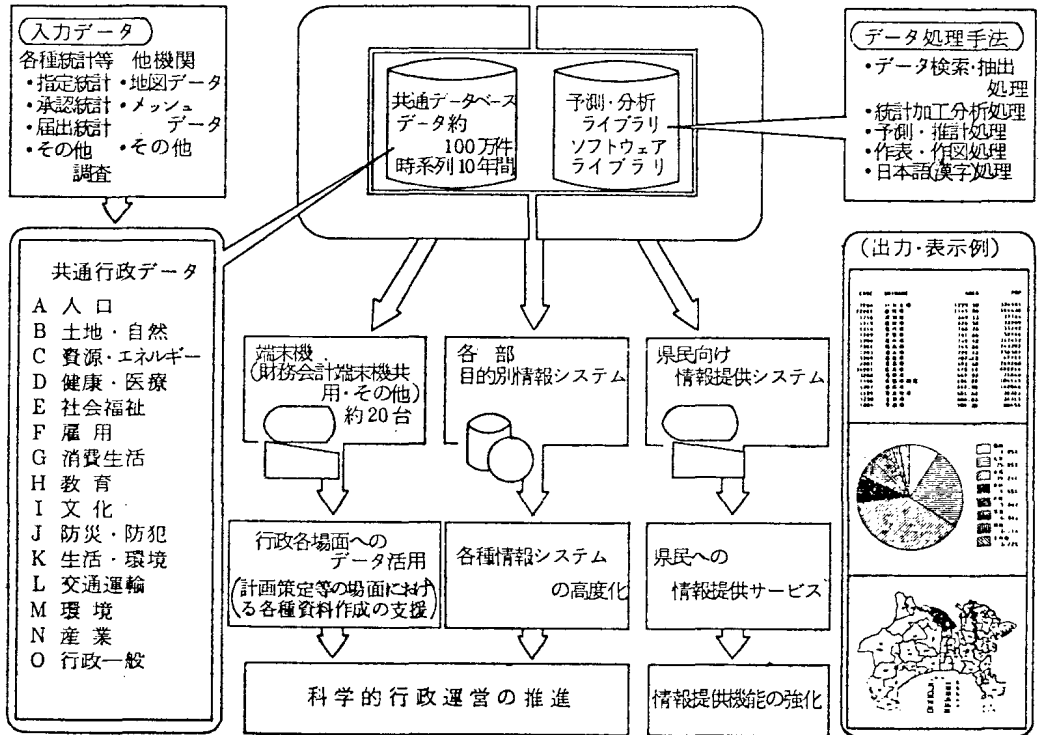 入力データ
各種統計等 他機関
・指定統計 ・地図データ
・承認統計 ・メッシュ
・届出統計 データ
・その他 ・その他
調査
共通データベース
データ約
100万件
時系列10年間
予測・分析
ライブラリ
ソフトウェア
ライブラリ
データ処理手法
・データ検索・抽出
処理
・統計加工分析処理
・予測・推計処理
・作表・作図処理
・日本語(漢字)処理
共通行政データ
A 人口
B 土地・自然
C 資源・エネルギー
D 健康・医療
E 社会福祉
F 雇用
G 消費生活
H 教育
I 文化
J 防災・防犯
K 生活・環境
L 交通運輸
M 環境
N 産業
O 行政一般
端末機
(財務会計端末機共
用・その他)
約20台
各部
目的別情報システム
県民向け
情報提供システム
行政各場面への
データ活用
(計画策定等の場面におけ
る各種資料作成の支援)
各種情報システム
の高度化
県民への
情報提供サービス
科学的行政運営の推進
情報提供機能の強化
(出力・表示例)